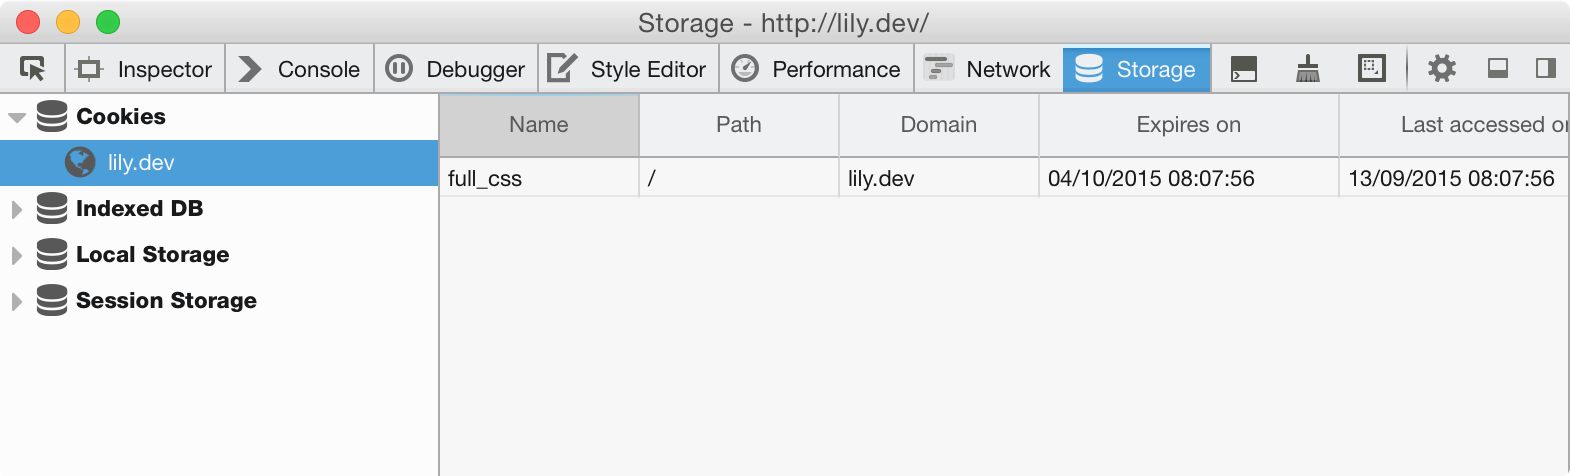 Storage - http://lily.dev/
Inspector Console Debugger Style Editor Performance Network Storage
Cookies
lily.dev
Indexed DB
Local Storage
Session Storage
Name Path Domain Expires on Last accessed on
full_css / lily.dev 04/10/2015 08:07:56 13/09/2015 08:07:56